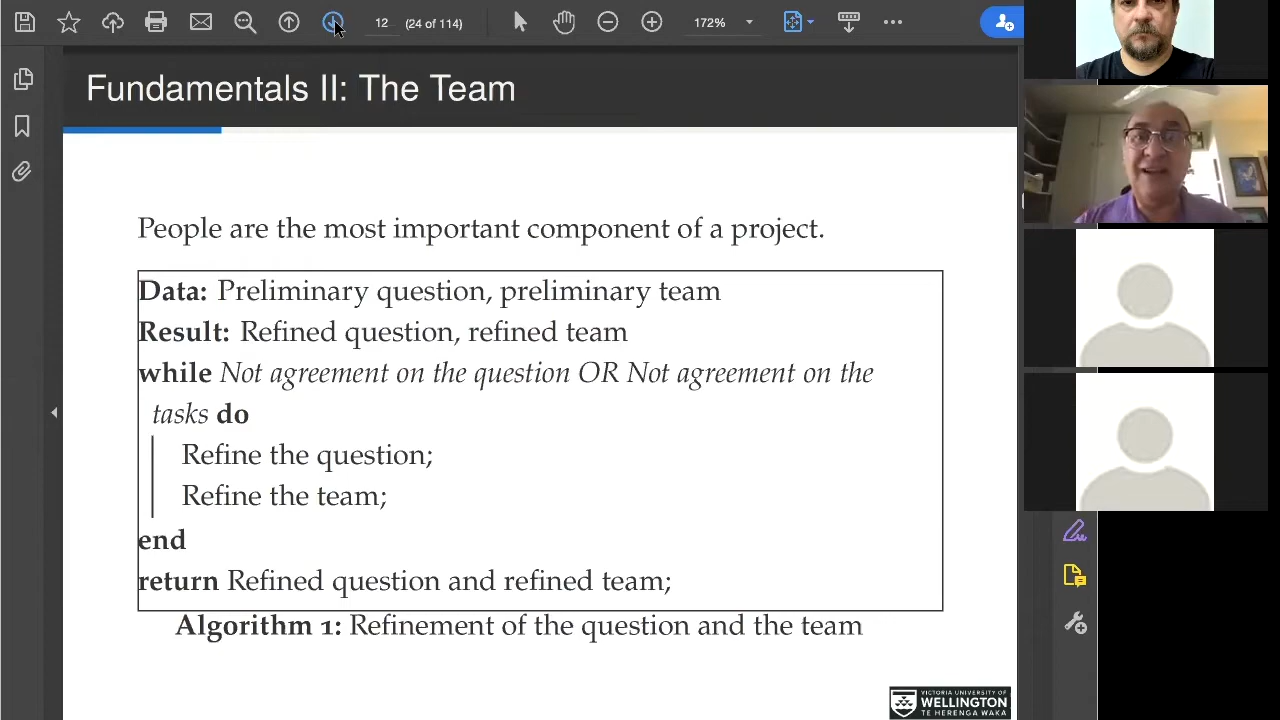 12 (24 of 114) 172%
Fundamentals II: The Team
People are the most important component of a project.
Data: Preliminary question, preliminary team
Result: Refined question, refined team
while Not agreement on the question OR Not agreement on the
tasks do
Refine the question;
Refine the team;
end
return Refined question and refined team;
Algorithm 1: Refinement of the question and the team
VICTORIA UNIVERSITY OF
WELLINGTON
TE HERENGA WAKA